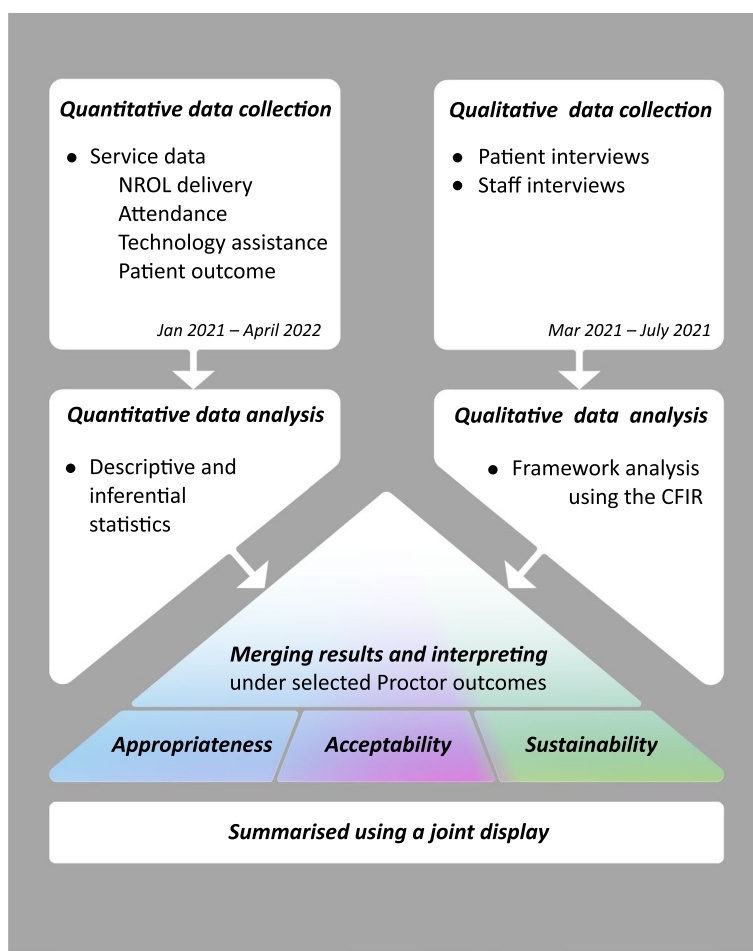 Quantitative data collection
● Service data
NROL delivery
Attendance
Technology assistance
Patient outcome
Jan 2021 – April 2022
Qualitative data collection
● Patient interviews
● Staff interviews
Mar 2021 – July 2021
Quantitative data analysis
● Descriptive and
inferential
statistics
Qualitative data analysis
● Framework analysis
using the CFIR
Merging results and interpreting
under selected Proctor outcomes
Appropriateness
Acceptability
Sustainability
Summarised using a joint display